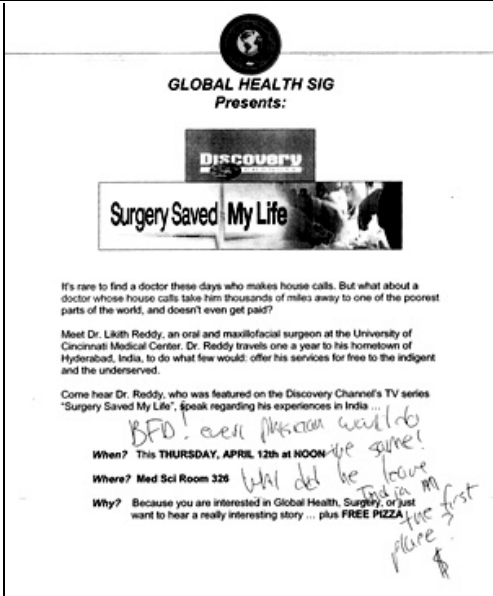 GLOBAL HEALTH SIG
Presents:
Discovery
Surgery Saved My Life
It's rare to find a doctor these days who makes house calls. But what about a
doctor whose house calls take him thousands of miles away to one of the poorest
parts of the world, and doesn't even get paid?
Meet Dr. Likith Reddy, an oral and maxillofacial surgeon at the University of
Cincinnati Medical Center. Dr. Reddy travels one a year to his hometown of
Hyderabad, India, to do what few would: offer his services for free to the indigent
and the underserved.
Come hear Dr. Reddy, who was featured on the Discovery Channel's TV series
"Surgery Saved My Life", speak regarding his experiences in India ...
BFD! every physician would do
the same!
When? This THURSDAY, APRIL 12th at NOON
Where? Med Sci Room 326
Why did he leave
India in
the first
place?
$
Why? Because you are interested in Global Health, Surgery, or just
want to hear a really interesting story ... plus FREE PIZZA